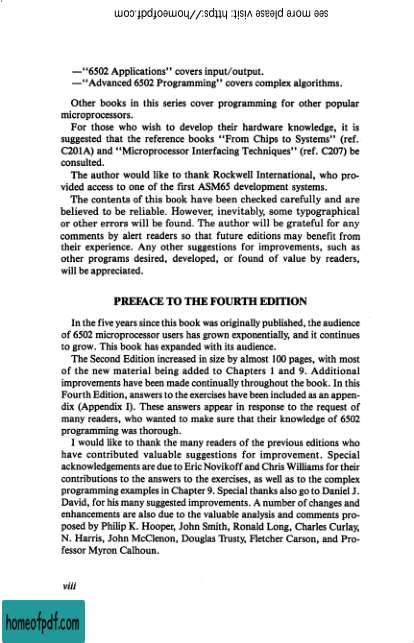 see more please visit: https://homeofpdf.com
—"6502 Applications" covers input/output.
—"Advanced 6502 Programming" covers complex algorithms.
Other books in this series cover programming for other popular
microprocessors.
For those who wish to develop their hardware knowledge, it is
suggested that the reference books "From Chips to Systems" (ref.
C201A) and "Microprocessor Interfacing Techniques" (ref. C207) be
consulted.
The author would like to thank Rockwell International, who pro-
vided access to one of the first ASM65 development systems.
The contents of this book have been checked carefully and are
believed to be reliable. However, inevitably, some typographical
or other errors will be found. The author will be grateful for any
comments by alert readers so that future editions may benefit from
their experience. Any other suggestions for improvements, such as
other programs desired, developed, or found of value by readers,
will be appreciated.
PREFACE TO THE FOURTH EDITION
In the five years since this book was originally published, the audience
of 6502 microprocessor users has grown exponentially, and it continues
to grow. This book has expanded with its audience.
The Second Edition increased in size by almost 100 pages, with most
of the new material being added to Chapters 1 and 9. Additional
improvements have been made continually throughout the book. In this
Fourth Edition, answers to the exercises have been included as an appen-
dix (Appendix I). These answers appear in response to the request of
many readers, who wanted to make sure that their knowledge of 6502
programming was thorough.
I would like to thank the many readers of the previous editions who
have contributed valuable suggestions for improvement. Special
acknowledgements are due to Eric Novikoff and Chris Williams for their
contributions to the answers to the exercises, as well as to the complex
programming examples in Chapter 9. Special thanks also go to Daniel J.
David, for his many suggested improvements. A number of changes and
enhancements are also due to the valuable analysis and comments pro-
posed by Philip K. Hooper, John Smith, Ronald Long, Charles Curlay,
N. Harris, John McClenon, Douglas Trusty, Fletcher Carson, and Pro-
fessor Myron Calhoun.
viii
homeofpdf.com